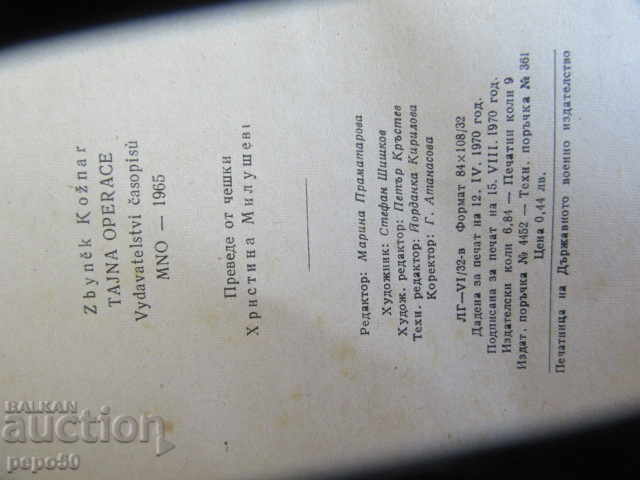 Zbyněk Kožnar
TAJNA OPERACE
Vydavatelství časopisů
MNO — 1965
Преведе от чешки
Христина Милушева
Редактор: Марина Праматарова
Художник: Стефан Шишков
Худож. редактор: Петър Кръстев
Техн. редактор: Йорданка Кирилова
Коректор: Г. Атанасова
ЛГ—VI/32-в Формат 84×108/32
Дадена за печат на 12. IV. 1970 год.
Подписана за печат на 15. VIII. 1970 год.
Издателски коли 6,84 — Печатни коли 9
Издат. поръчка № 4452 — Техн. поръчка № 361
Цена 0,44 лв.
Печатница на Държавното военно издателство
BALKAN
auction
pepo50